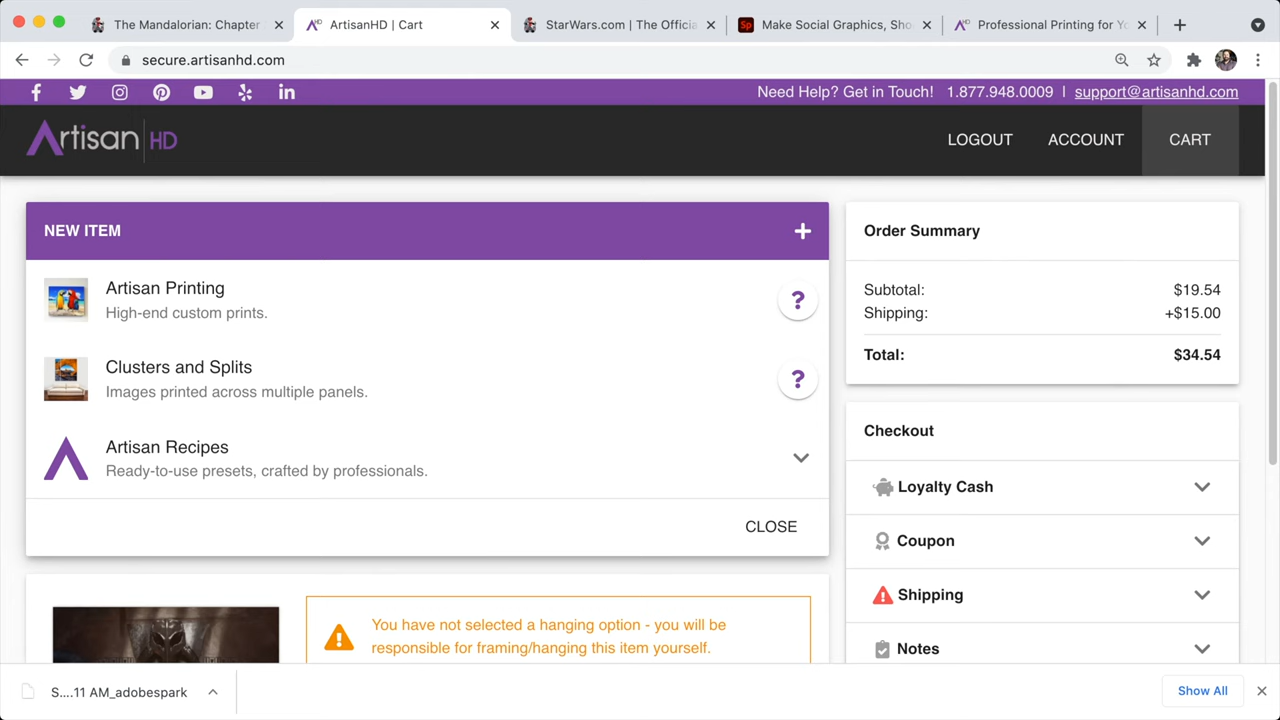 The Mandalorian: Chapter
ArtisanHD | Cart
StarWars.com | The Officia
Make Social Graphics, Sho
Professional Printing for Yo
secure.artisanhd.com
Need Help? Get in Touch! 1.877.948.0009 | support@artisanhd.com
Artisan HD
LOGOUT
ACCOUNT
CART
NEW ITEM
Artisan Printing
High-end custom prints.
?
Clusters and Splits
Images printed across multiple panels.
?
Artisan Recipes
Ready-to-use presets, crafted by professionals.
CLOSE
You have not selected a hanging option - you will be
responsible for framing/hanging this item yourself.
Order Summary
Subtotal: $19.54
Shipping: +$15.00
Total: $34.54
Checkout
Loyalty Cash
Coupon
Shipping
Notes
S....11 AM_adobespark
Show All